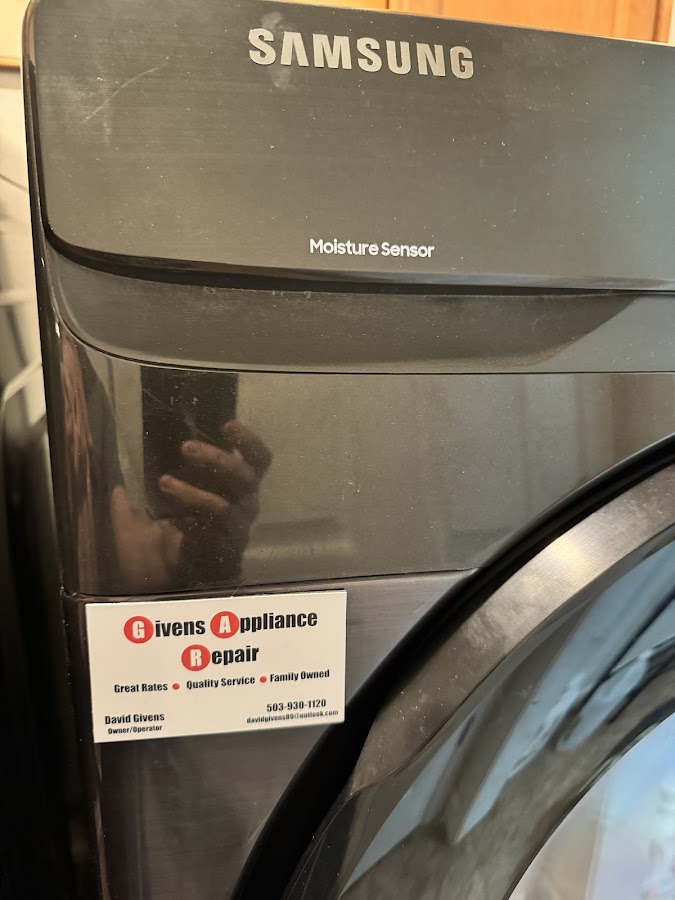 SAMSUNG
Moisture Sensor
Givens Appliance
Repair
Great Rates • Quality Service • Family Owned
503-930-1120
David Givens
davidgivens89@outlook.com
Owner/Operator